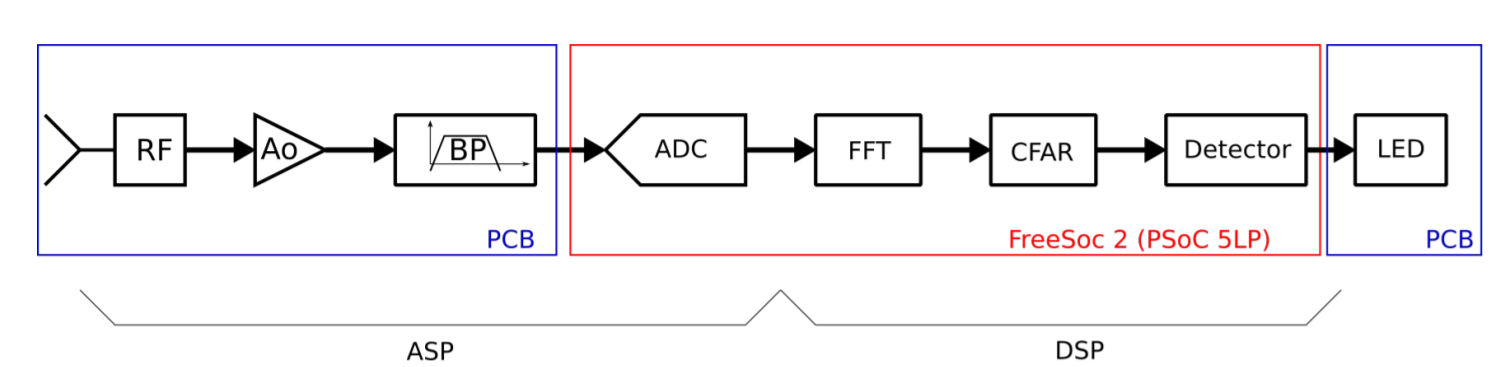 RF
Ao
BP
ADC
FFT
CFAR
Detector
LED
PCB
FreeSoc 2 (PSoC 5LP)
PCB
ASP
DSP